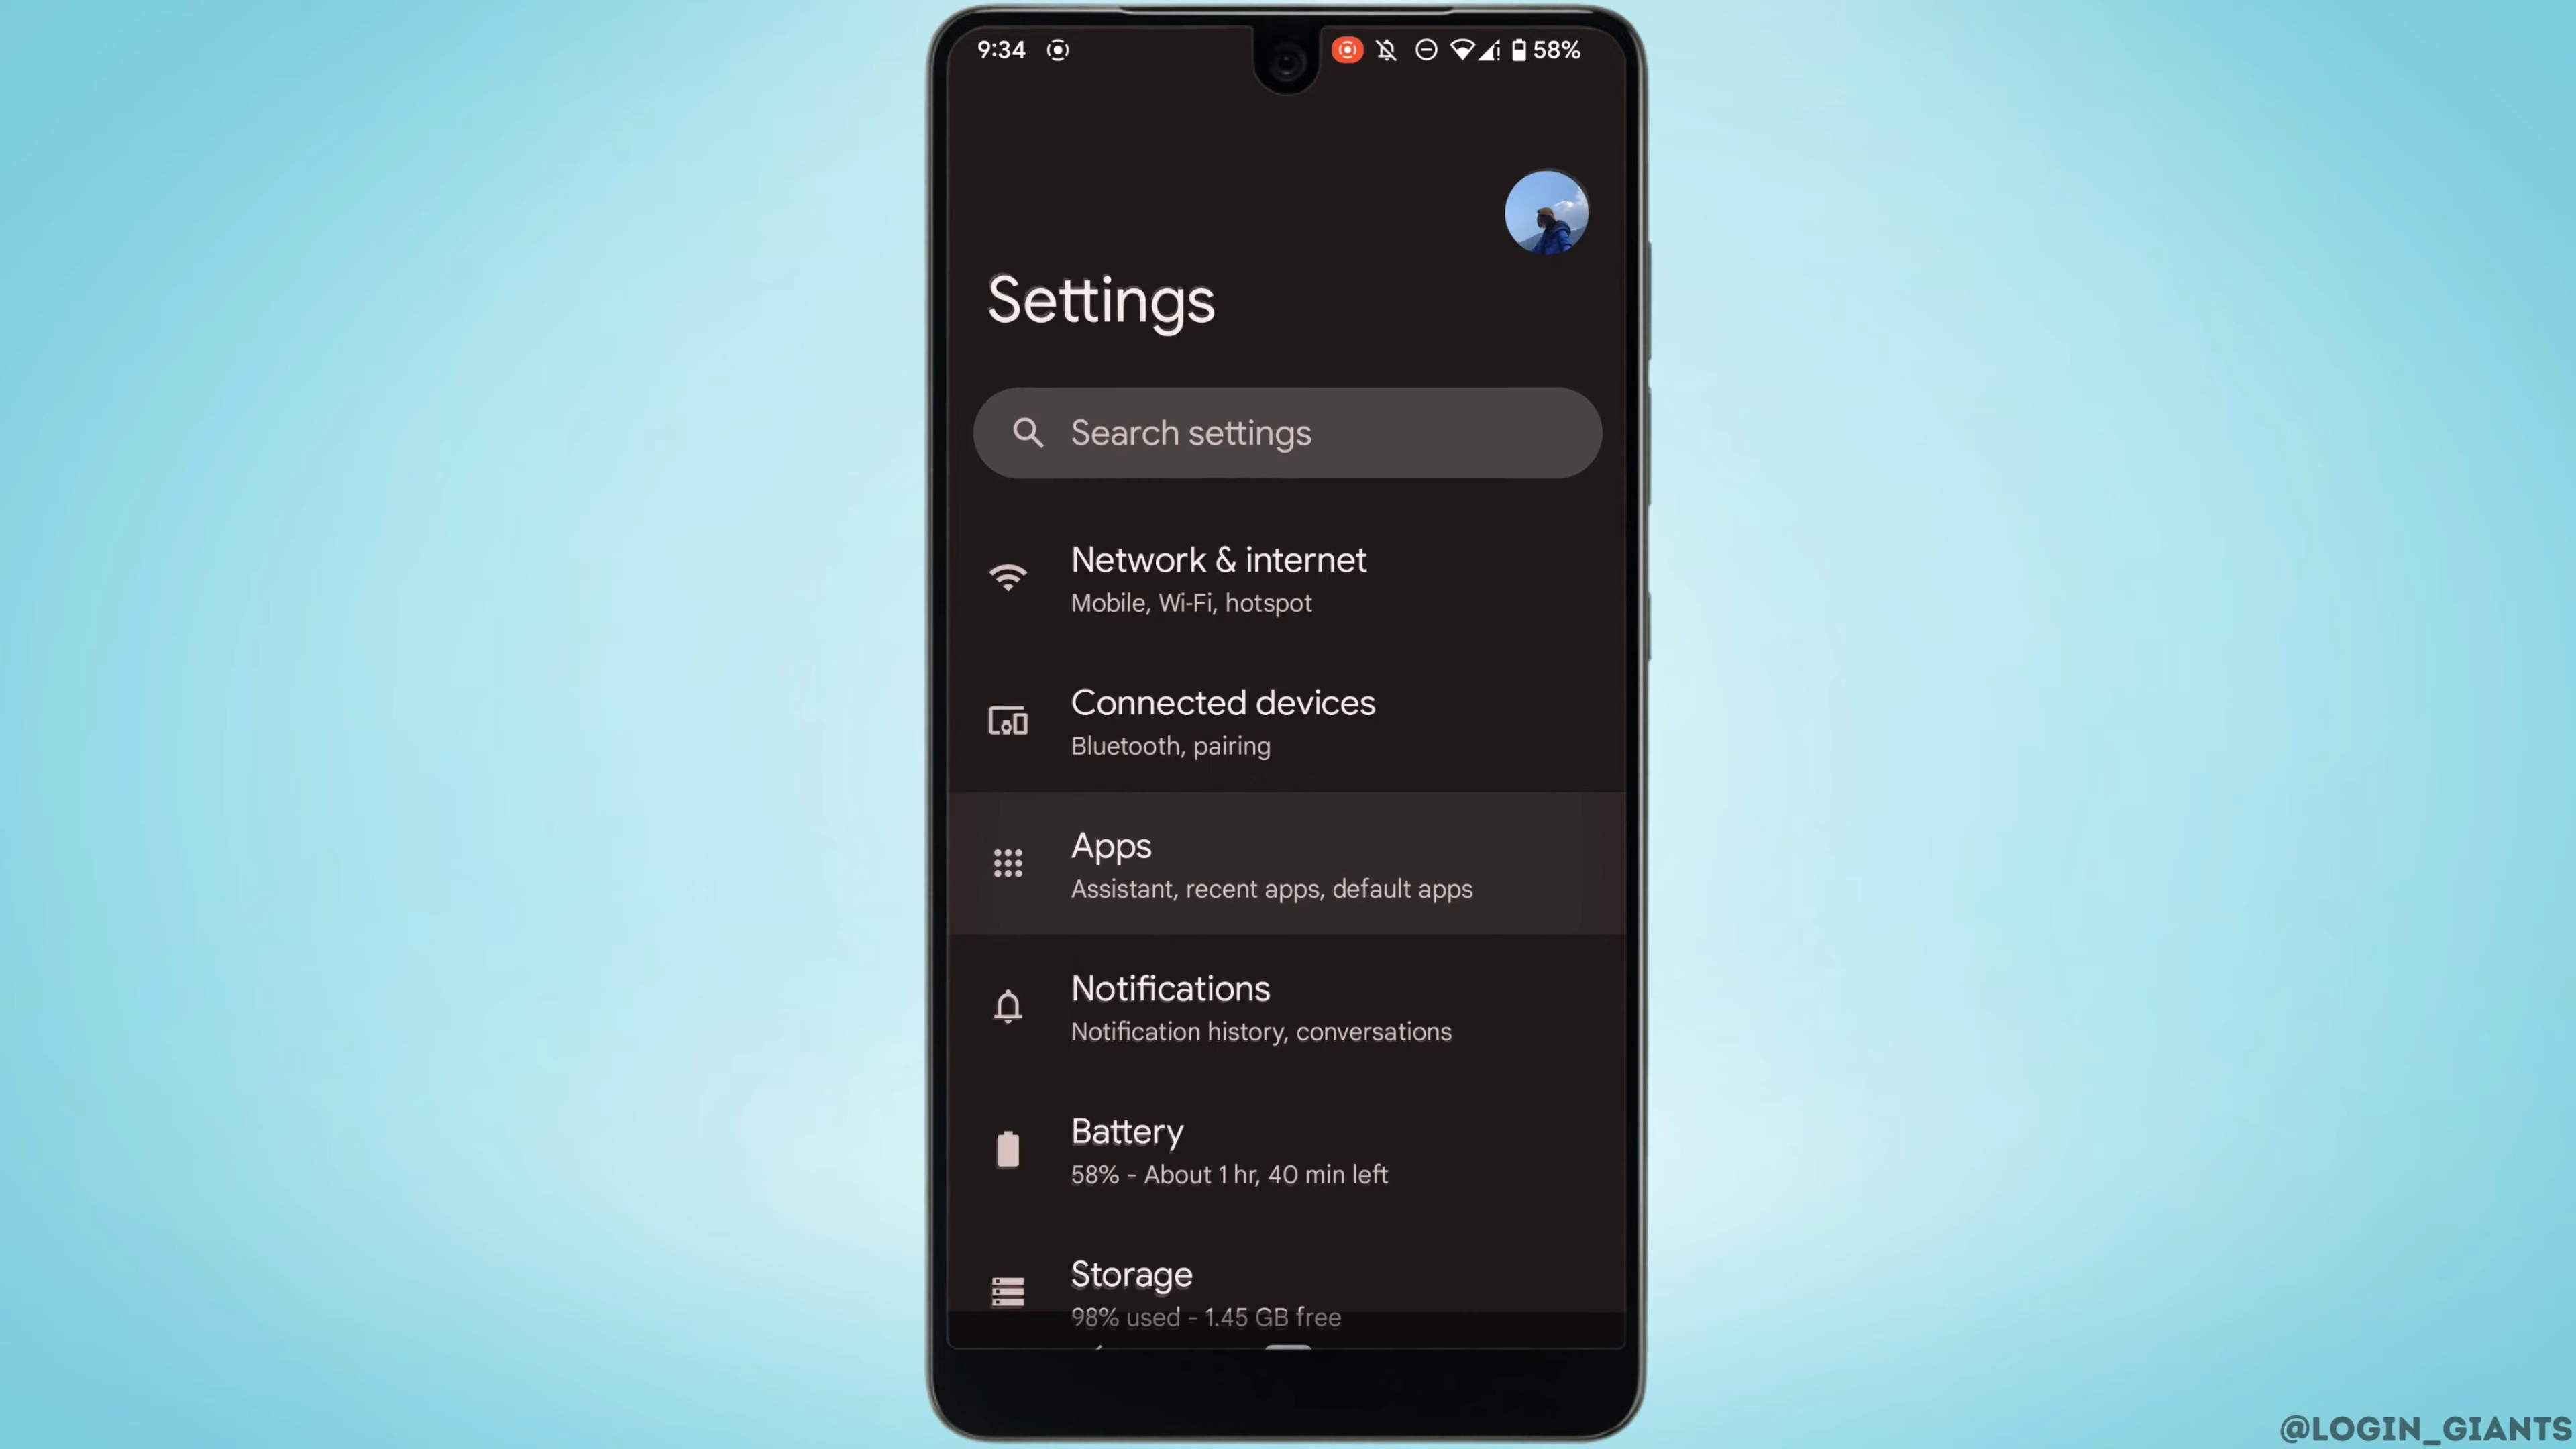 9:34
58%
Settings
Search settings
Network & internet
Mobile, Wi-Fi, hotspot
Connected devices
Bluetooth, pairing
Apps
Assistant, recent apps, default apps
Notifications
Notification history, conversations
Battery
58% - About 1 hr, 40 min left
Storage
98% used - 1.45 GB free
@LOGIN_GIANTS